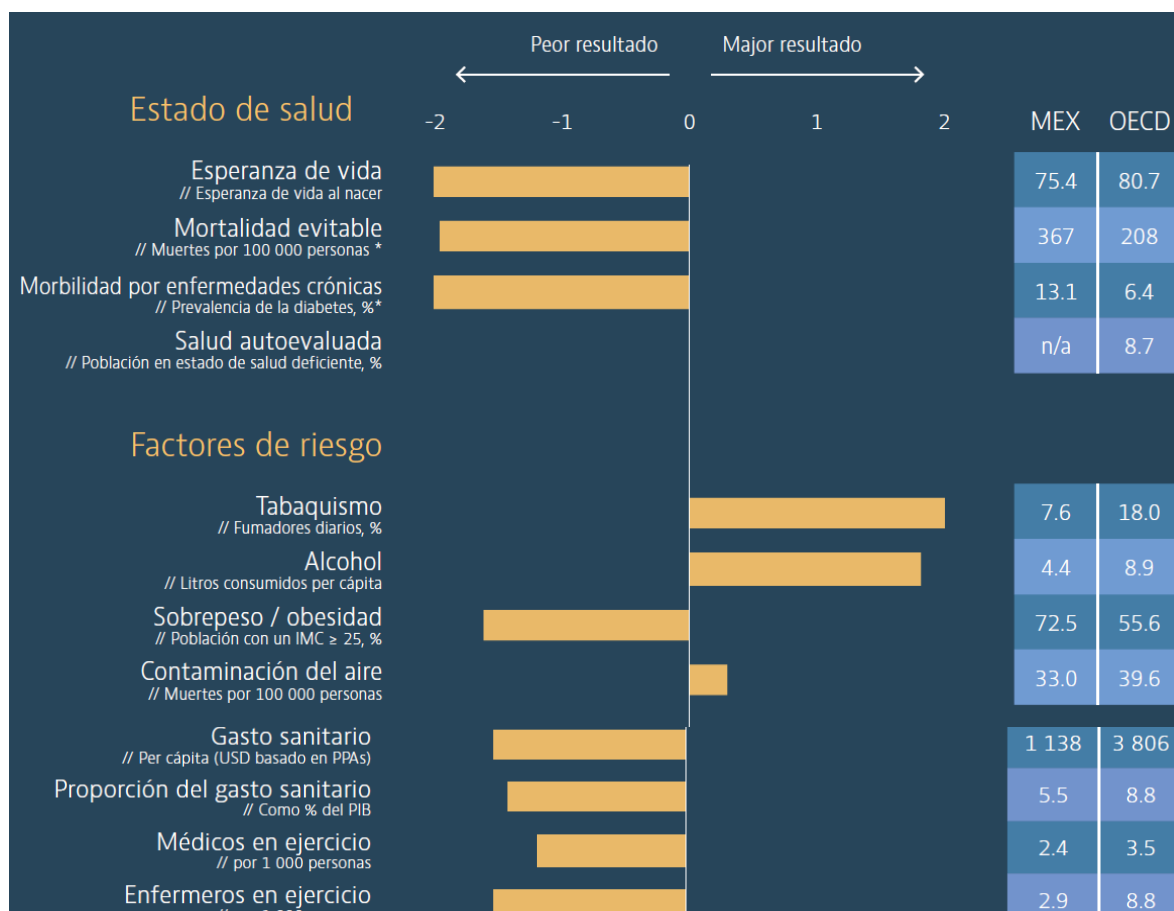 Peor resultado Major resultado
Estado de salud
-2 -1 0 1 2 MEX OECD
Esperanza de vida 75.4 80.7
// Esperanza de vida al nacer
Mortalidad evitable 367 208
// Muertes por 100 000 personas *
Morbilidad por enfermedades crónicas 13.1 6.4
// Prevalencia de la diabetes, %*
Salud autoevaluada n/a 8.7
// Población en estado de salud deficiente, %
Factores de riesgo
Tabaquismo 7.6 18.0
// Fumadores diarios, %
Alcohol 4.4 8.9
// Litros consumidos per cápita
Sobrepeso / obesidad 72.5 55.6
// Población con un IMC ≥ 25, %
Contaminación del aire 33.0 39.6
// Muertes por 100 000 personas
Gasto sanitario 1 138 3 806
// Per cápita (USD basado en PPAs)
Proporción del gasto sanitario 5.5 8.8
// Como % del PIB
Médicos en ejercicio 2.4 3.5
// por 1 000 personas
Enfermeros en ejercicio 2.9 8.8